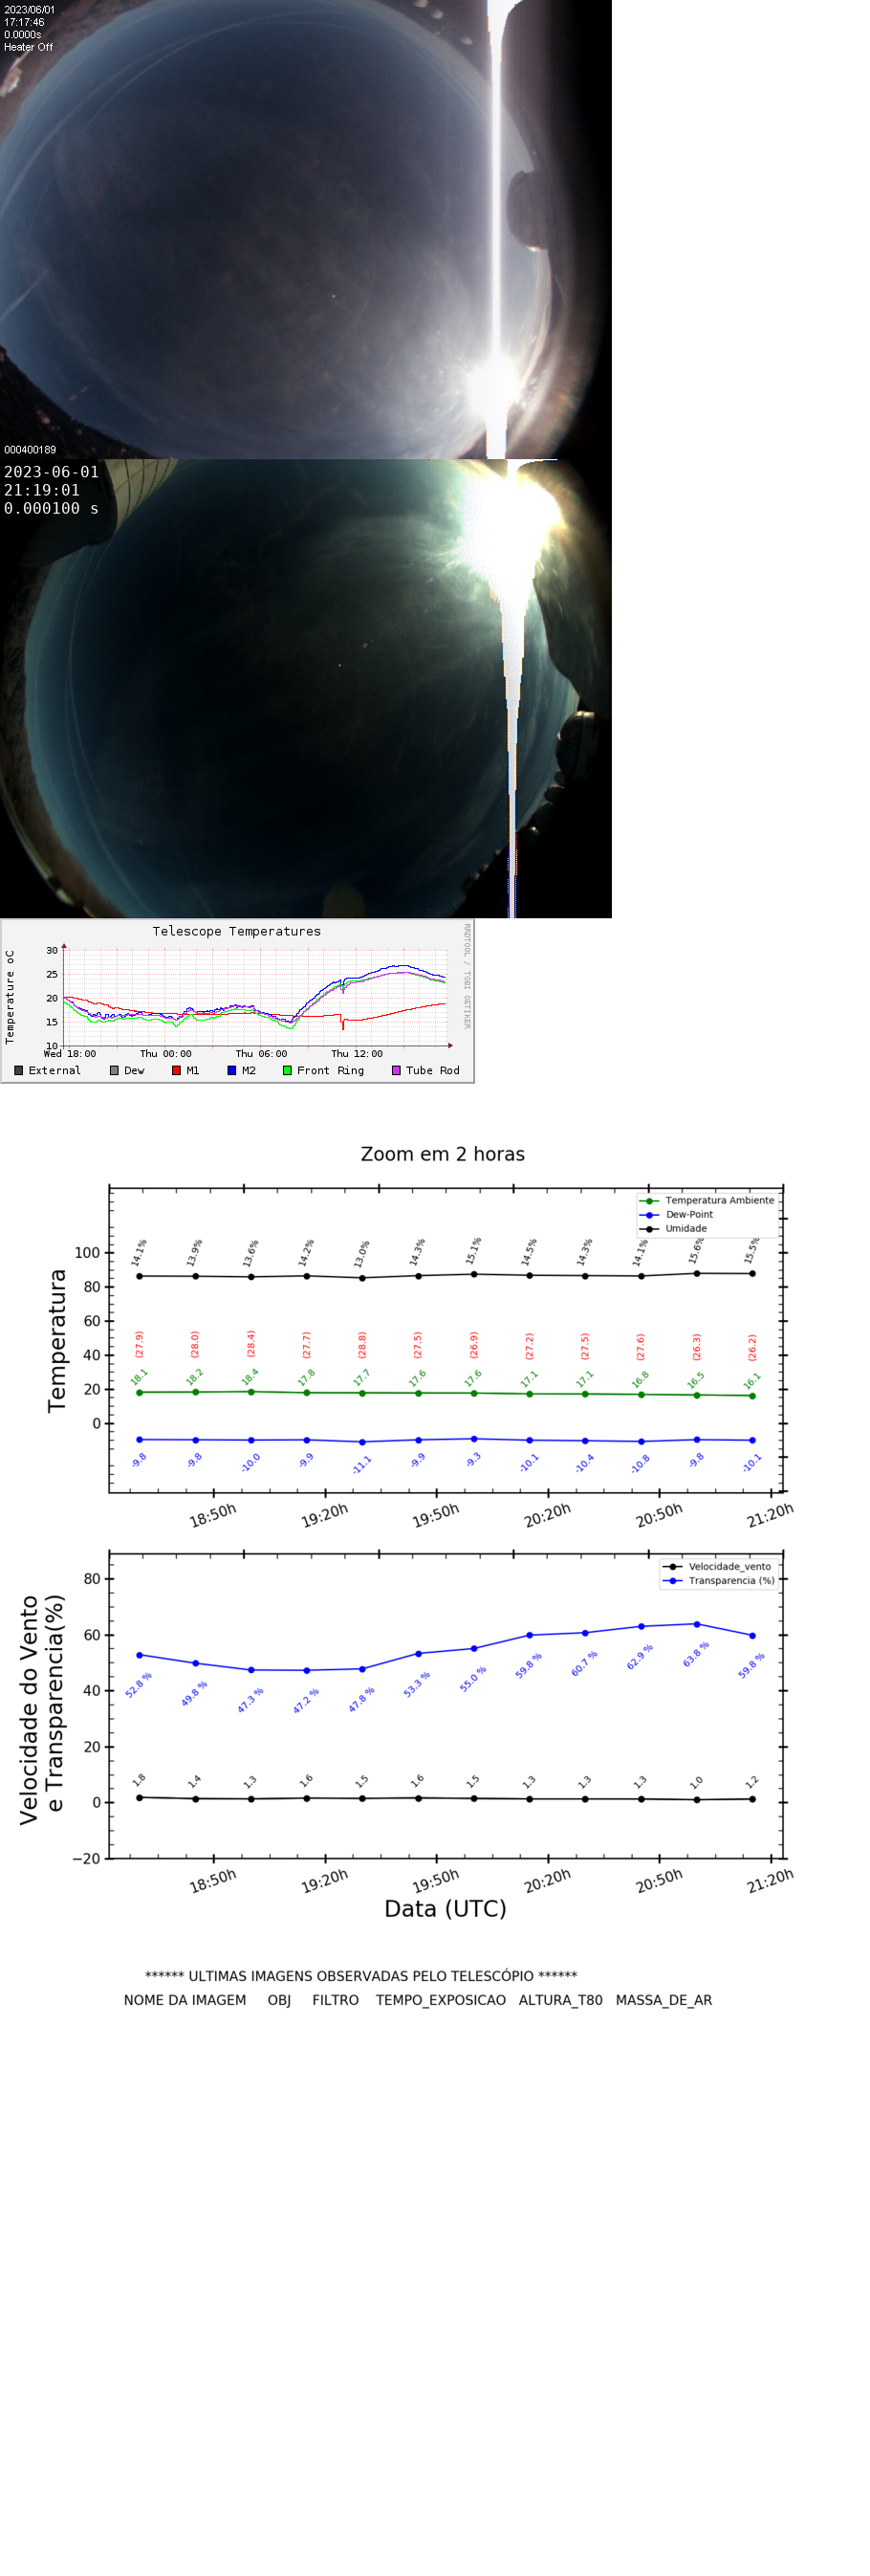 2023/06/01
17:17:46
0.0000s
Heater Off
000400189
2023-06-01
21:19:01
0.000100 s
Telescope Temperatures
RRDTOOL / TOBI OETIKER
Temperature oC
30
25
20
15
10
Wed 18:00 Thu 00:00 Thu 06:00 Thu 12:00
External Dew M1 M2 Front Ring Tube Rod
Zoom em 2 horas
Temperatura Ambiente
Dew-Point
Umidade
Temperatura
100
80
60
40
20
0
14.1% 13.9% 13.6% 14.2% 13.0% 14.3% 15.1% 14.5% 14.3% 14.1% 15.6% 15.5%
(27.9) (28.0) (28.4) (27.7) (28.8) (27.5) (26.9) (27.2) (27.5) (27.6) (26.3) (26.2)
18.1 18.2 18.4 17.8 17.7 17.6 17.6 17.1 17.1 16.8 16.5 16.1
-9.8 -9.8 -10.0 -9.9 -11.1 -9.9 -9.3 -10.1 -10.4 -10.8 -9.8 -10.1
18:50h 19:20h 19:50h 20:20h 20:50h 21:20h
Velocidade_vento
Transparencia (%)
Velocidade do Vento
e Transparencia(%)
80
60
40
20
0
−20
52.8 % 49.8 % 47.3 % 47.2 % 47.8 % 53.3 % 55.0 % 59.8 % 60.7 % 62.9 % 63.8 % 59.8 %
1.8 1.4 1.3 1.6 1.5 1.6 1.5 1.3 1.3 1.3 1.0 1.2
18:50h 19:20h 19:50h 20:20h 20:50h 21:20h
Data (UTC)
****** ULTIMAS IMAGENS OBSERVADAS PELO TELESCÓPIO ******
NOME DA IMAGEM OBJ FILTRO TEMPO_EXPOSICAO ALTURA_T80 MASSA_DE_AR